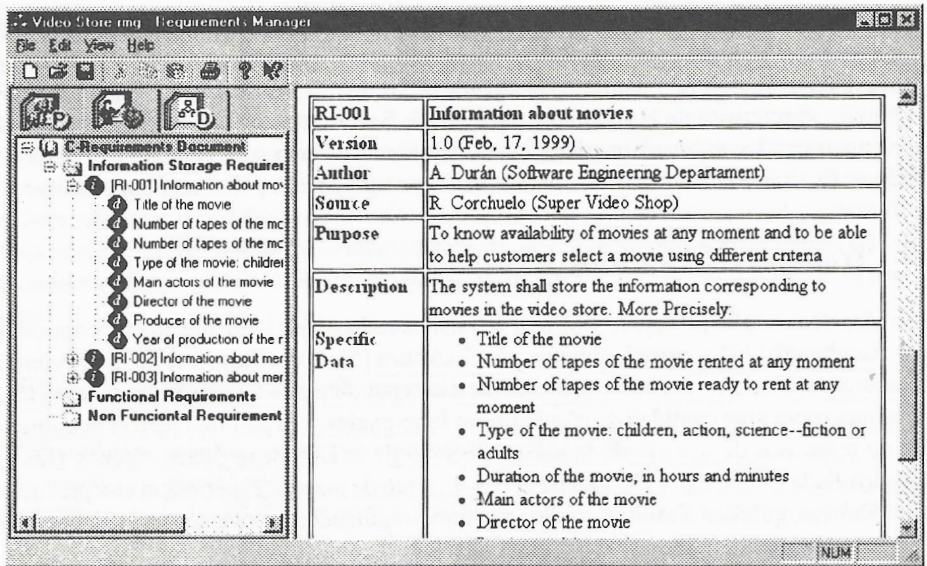 Video Store rmg - Requirements Manager
File Edit View Help
P
C
D
C-Requirements Document
Information Storage Requirer
[RI-001] Information about mov
Title of the movie
Number of tapes of the mc
Number of tapes of the mc
Type of the movie: childrer
Main actors of the movie
Director of the movie
Producer of the movie
Year of production of the r
[RI-002] Information about mer
[RI-003] Information about mer
Functional Requirements
Non Funcional Requirement
RI-001 Information about movies
Version 1.0 (Feb, 17, 1999)
Author A. Durán (Software Engineering Departament)
Source R. Corchuelo (Super Video Shop)
Purpose To know availability of movies at any moment and to be able
to help customers select a movie using different criteria
Description The system shall store the information corresponding to
movies in the video store. More Precisely:
Specific Data
• Title of the movie
• Number of tapes of the movie rented at any moment
• Number of tapes of the movie ready to rent at any
moment
• Type of the movie children, action, science--fiction or
adults
Duration of the movie, in hours and minutes
• Main actors of the movie
• Director of the movie
NUM